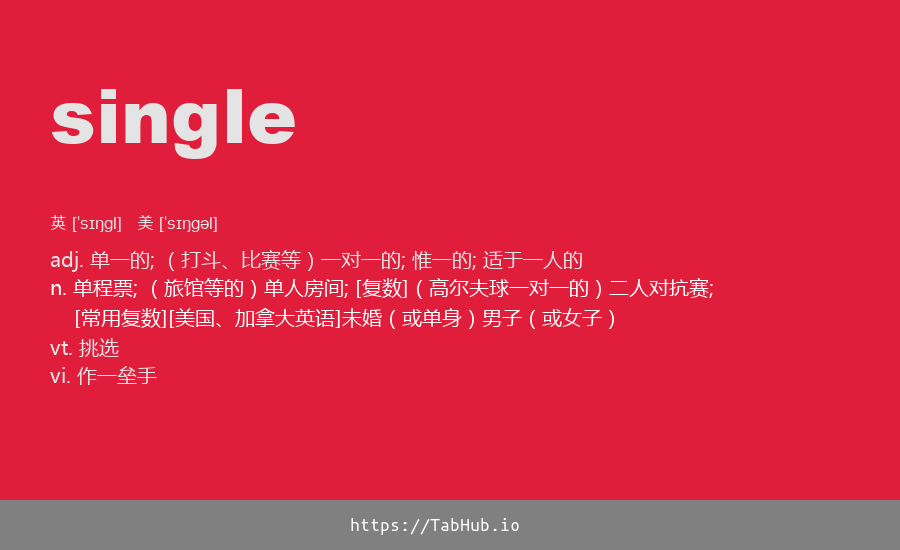 single
英 [ˈsɪŋgl] 美 [ˈsɪŋgəl]
adj. 单一的; （打斗、比赛等）一对一的; 惟一的; 适于一人的
n. 单程票; （旅馆等的）单人房间; [复数]（高尔夫球一对一的）二人对抗赛;
[常用复数][美国、加拿大英语]未婚（或单身）男子（或女子）
vt. 挑选
vi. 作一垒手
https://TabHub.io